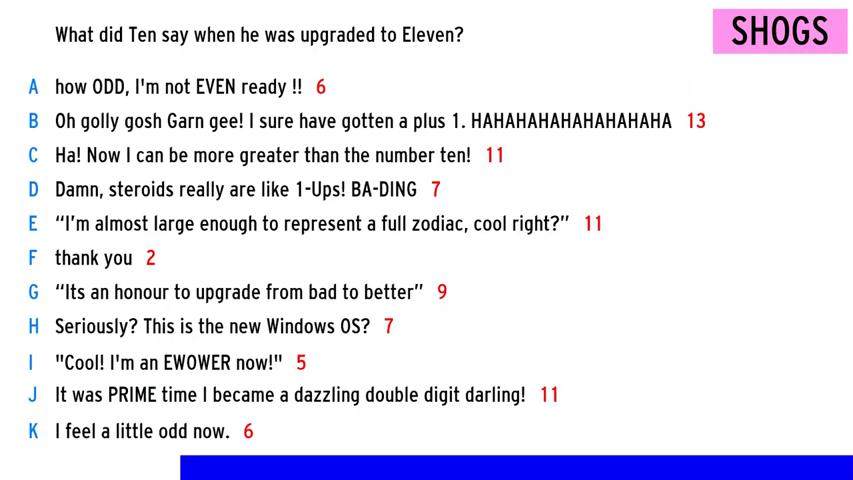 What did Ten say when he was upgraded to Eleven?
SHOGS
A how ODD, I'm not EVEN ready !! 6
B Oh golly gosh Garn gee! I sure have gotten a plus 1. HAHAHAHAHAHAHAHAHA 13
C Ha! Now I can be more greater than the number ten! 11
D Damn, steroids really are like 1-Ups! BA-DING 7
E “I’m almost large enough to represent a full zodiac, cool right?” 11
F thank you 2
G “Its an honour to upgrade from bad to better” 9
H Seriously? This is the new Windows OS? 7
I "Cool! I'm an EWOWER now!" 5
J It was PRIME time I became a dazzling double digit darling! 11
K I feel a little odd now. 6